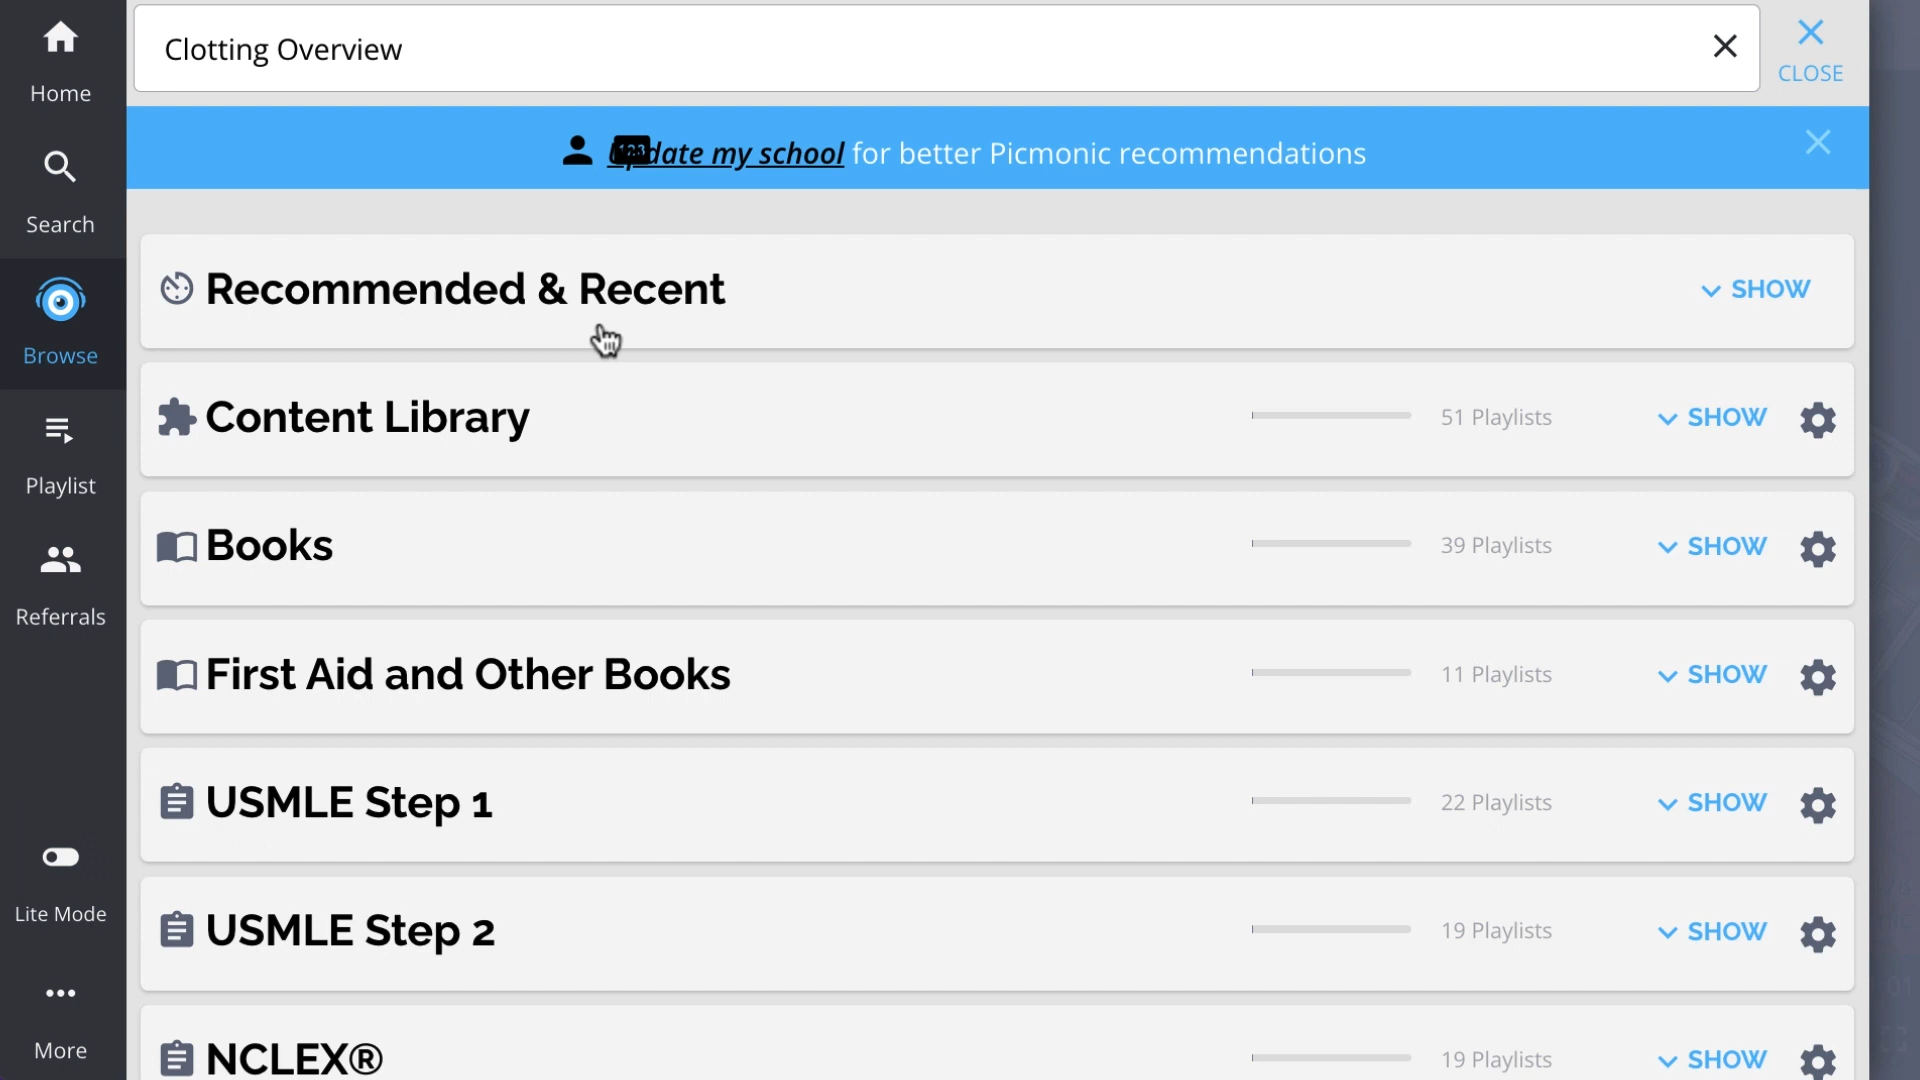 Clotting Overview
CLOSE
Home
Search
Browse
Playlist
Referrals
Lite Mode
More
my school for better Picmonic recommendations
Recommended & Recent SHOW
Content Library 51 Playlists SHOW
Books 39 Playlists SHOW
First Aid and Other Books 11 Playlists SHOW
USMLE Step 1 22 Playlists SHOW
USMLE Step 2 19 Playlists SHOW
NCLEX® 19 Playlists SHOW